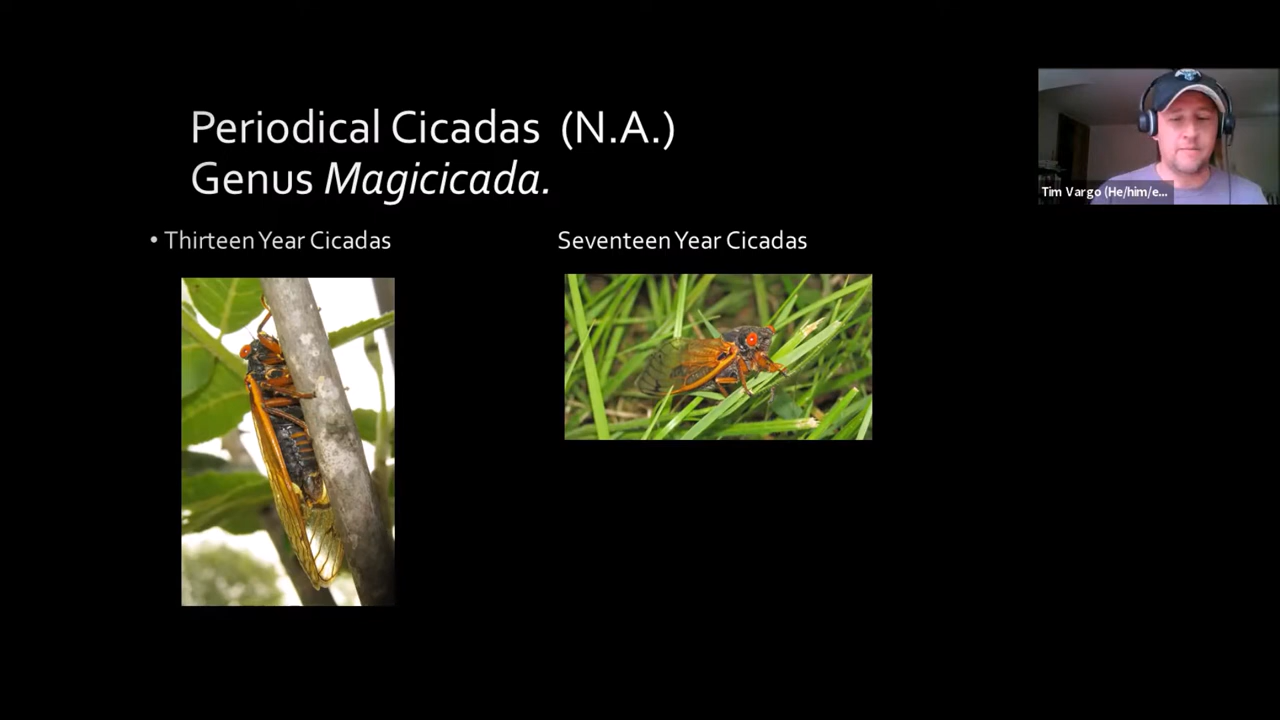 Periodical Cicadas (N.A.)
Genus Magicicada.
Tim Vargo (He/him/e...
• Thirteen Year Cicadas
Seventeen Year Cicadas